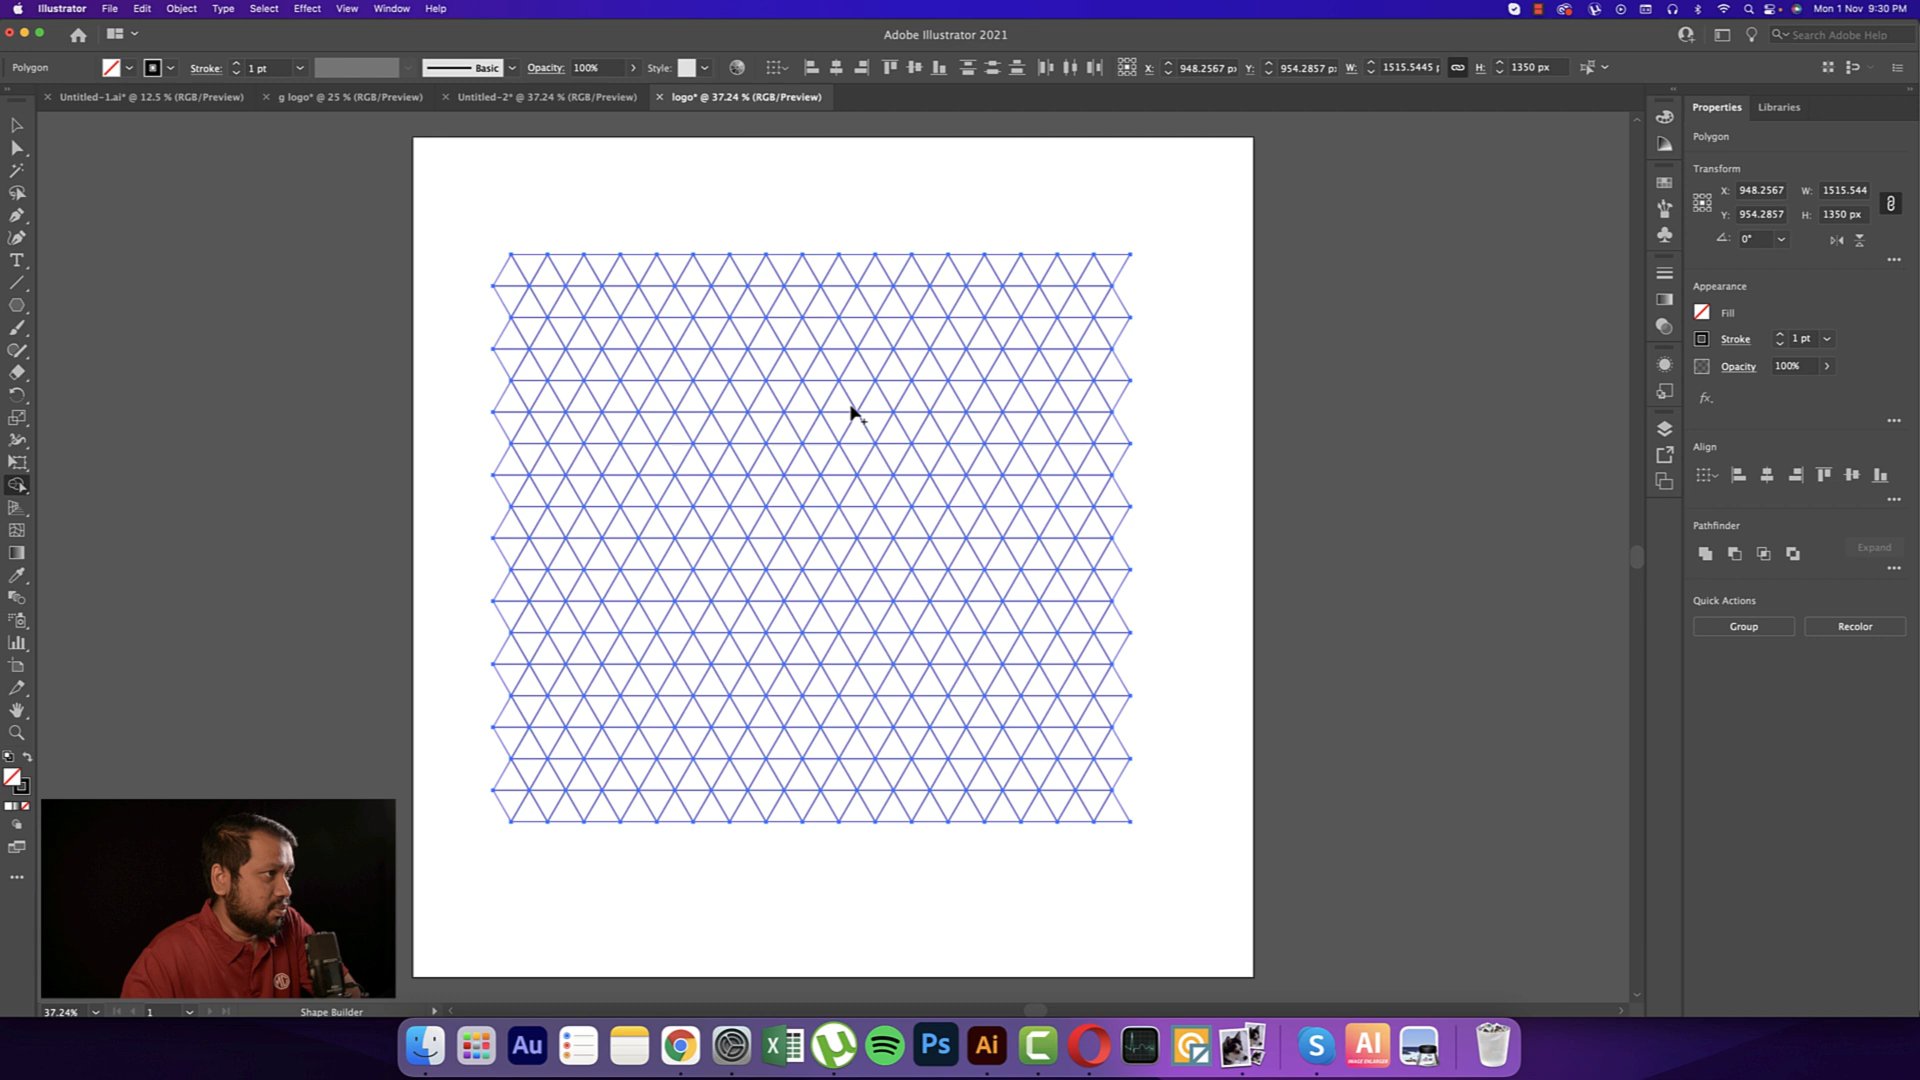 Illustrator File Edit Object Type Select Effect View Window Help Mon 1 Nov 9:30 PM
Adobe Illustrator 2021 Search Adobe Help
Polygon Stroke: 1 pt Basic Opacity: 100% Style: X: 948.2567 px Y: 954.2857 px W: 1515.5445 p H: 1350 px
Untitled-1.ai* @ 12.5 % (RGB/Preview) g logo* @ 25 % (RGB/Preview) Untitled-2* @ 37.24 % (RGB/Preview) logo* @ 37.24 % (RGB/Preview)
Properties Libraries
Polygon
Transform
X: 948.2567 W: 1515.544
Y: 954.2857 H: 1350 px
0°
Appearance
Fill
Stroke 1 pt
Opacity 100%
fx.
Align
Pathfinder
Expand
Quick Actions
Group Recolor
37.24% 1 Shape Builder
Au Ps Ai AI
IMAGE ENLARGER